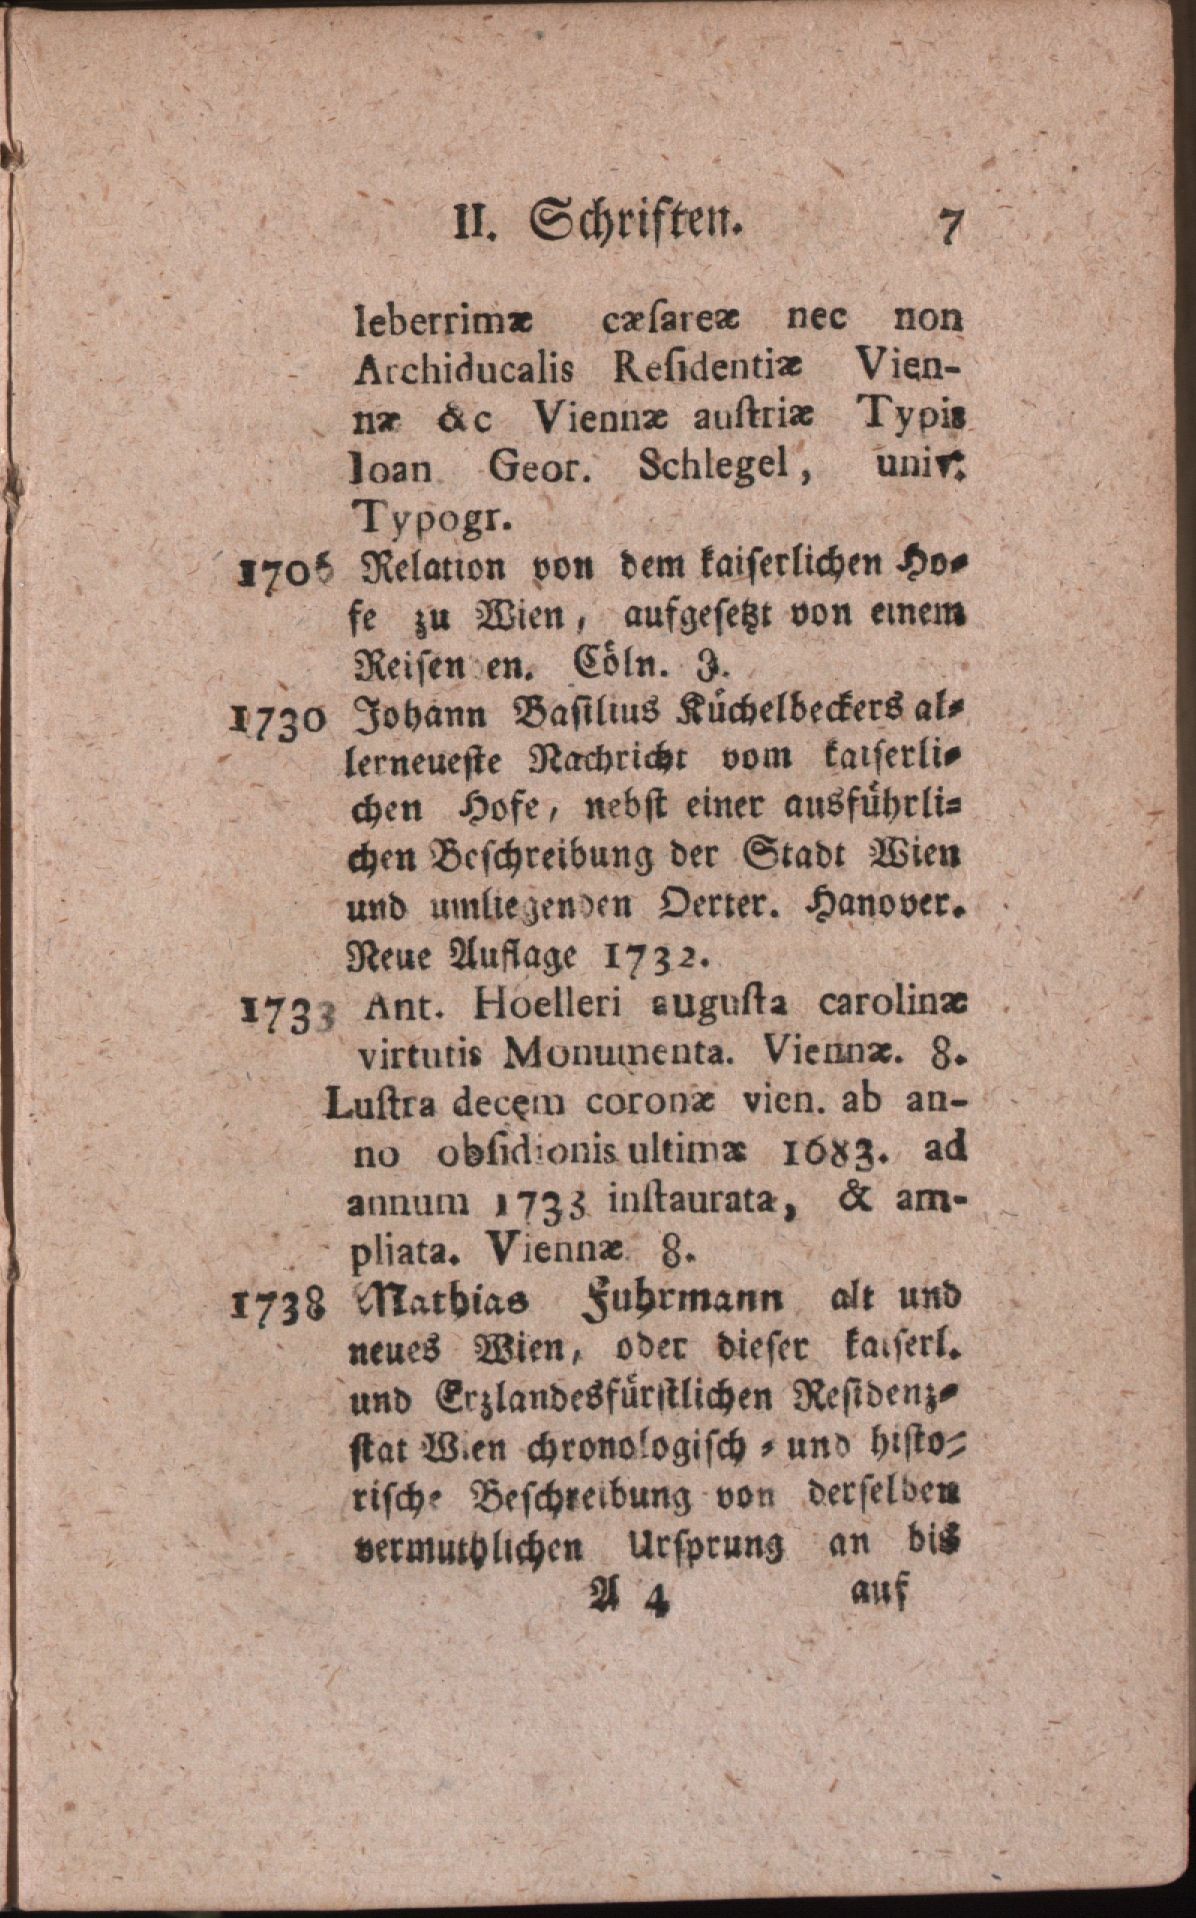 II. Schriften. 7
leberrimæ cæſareæ nec non
Archiducalis Reſidentiæ Vien-
næ &c Viennæ auſtriæ Typis
Ioan Geor. Schlegel, univ.
Typogr.
1706 Relation von dem kaiſerlichen Ho-
fe zu Wien, aufgeſetzt von einem
Reiſenden. Cöln. 8.
1730 Johann Baſilius Küchelbeckers al-
lerneueſte Nachricht vom kaiſerli-
chen Hofe, nebſt einer ausführli-
chen Beſchreibung der Stadt Wien
und umliegenden Oerter. Hanover.
Neue Auflage 1732.
1733 Ant. Hoelleri auguſta carolinæ
virtutis Monumenta. Viennæ. 8.
Luſtra decem coronæ vien. ab an-
no obſidionis ultimæ 1683. ad
annum 1733 inſtaurata, & am-
pliata. Viennæ 8.
1738 Mathias Fuhrmann alt und
neues Wien, oder dieſer kaiſerl.
und Erzlandesfürſtlichen Reſidenz-
ſtat Wien chronologiſch - und hiſto-
riſche Beſchreibung von derſelben
vermuthlichen Urſprung an bis
A 4 auf